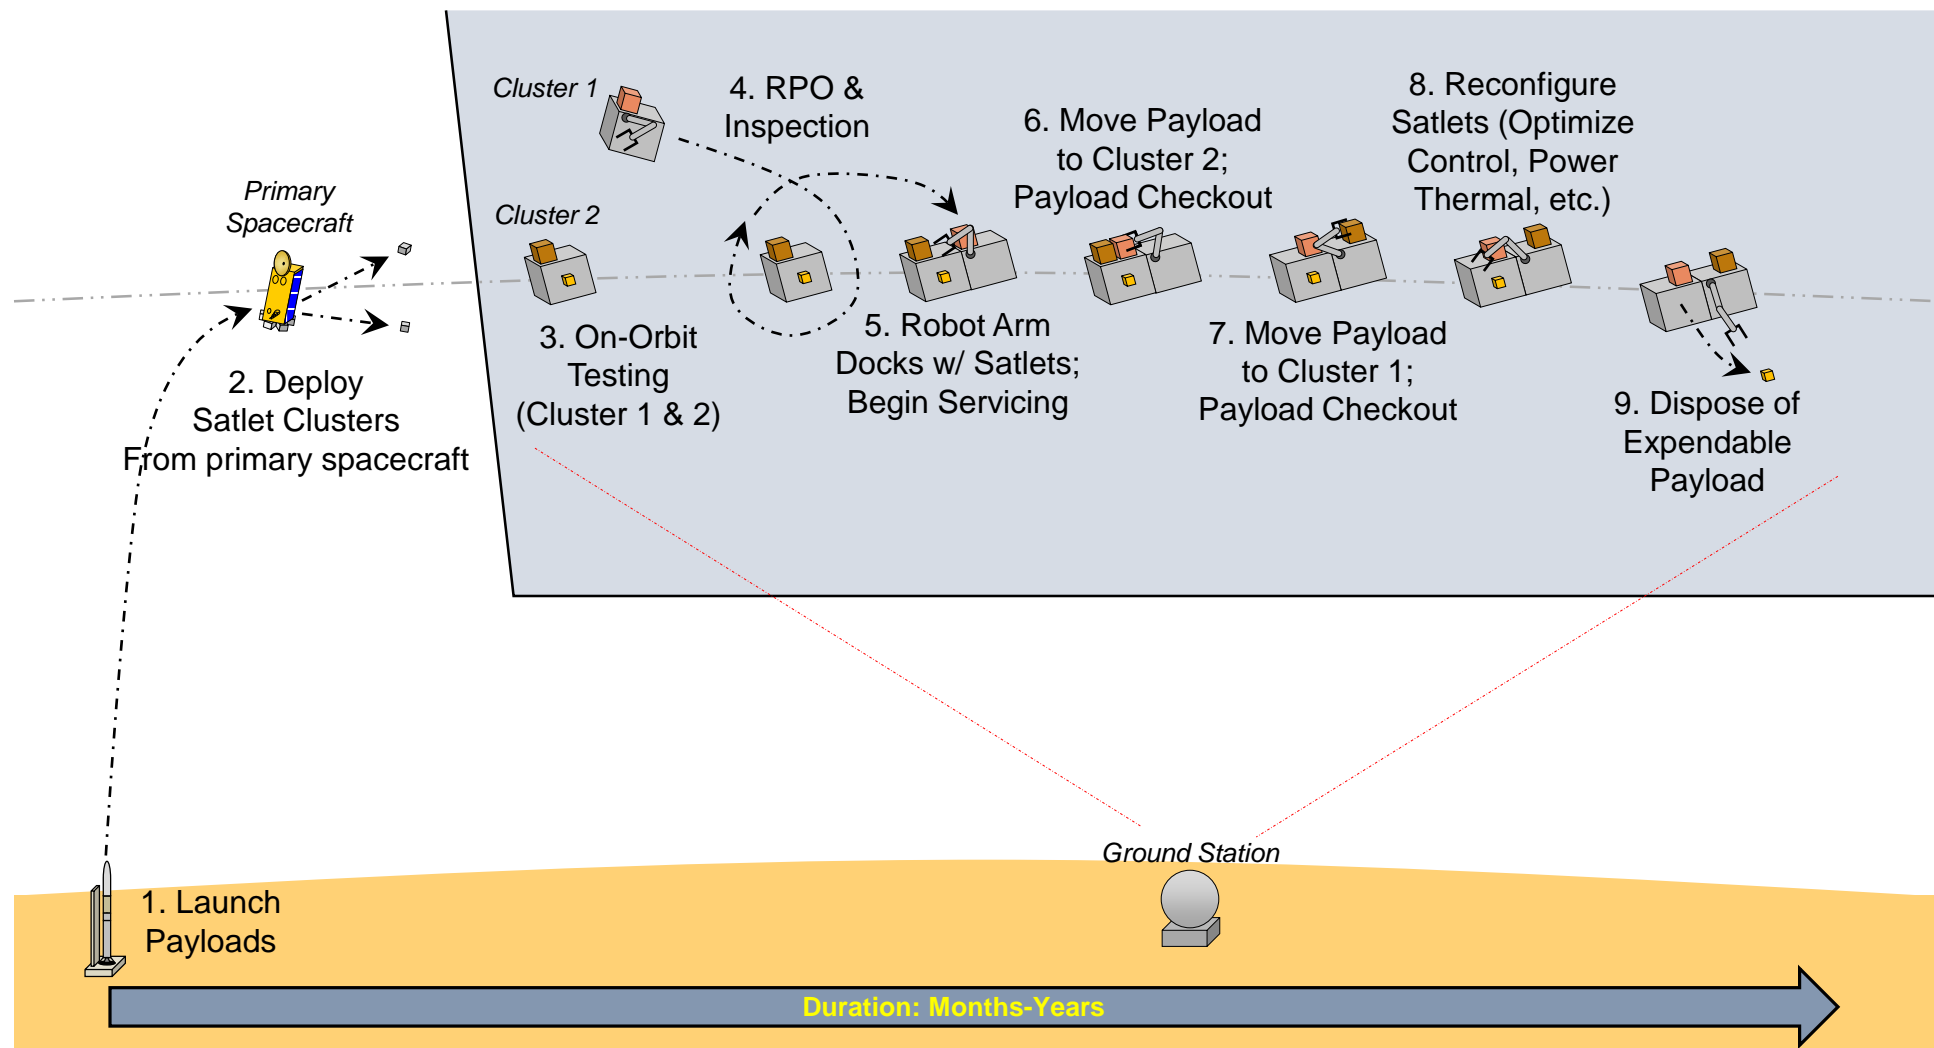 Cluster 1
4. RPO &
Inspection
6. Move Payload
to Cluster 2;
Payload Checkout
8. Reconfigure
Satlets (Optimize
Control, Power
Thermal, etc.)
Primary
Spacecraft
Cluster 2
2. Deploy
Satlet Clusters
From primary spacecraft
3. On-Orbit
Testing
(Cluster 1 & 2)
5. Robot Arm
Docks w/ Satlets;
Begin Servicing
7. Move Payload
to Cluster 1;
Payload Checkout
9. Dispose of
Expendable
Payload
Ground Station
1. Launch
Payloads
Duration: Months-Years